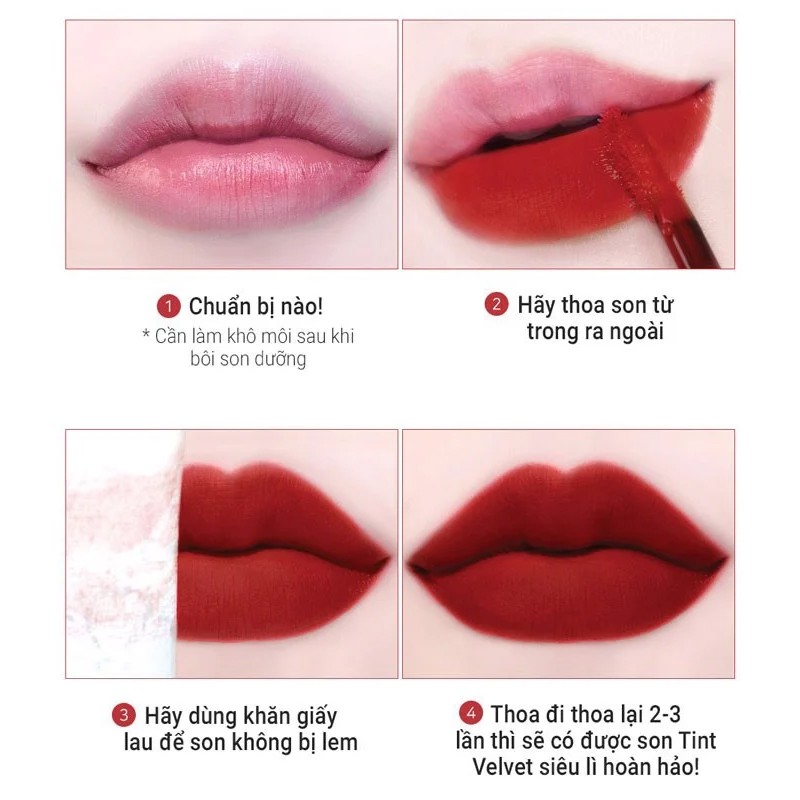 1 Chuẩn bị nào!
* Cần làm khô môi sau khi
bôi son dưỡng
2 Hãy thoa son từ
trong ra ngoài
3 Hãy dùng khăn giấy
lau để son không bị lem
4 Thoa đi thoa lại 2-3
lần thì sẽ có được son Tint
Velvet siêu lì hoàn hảo!